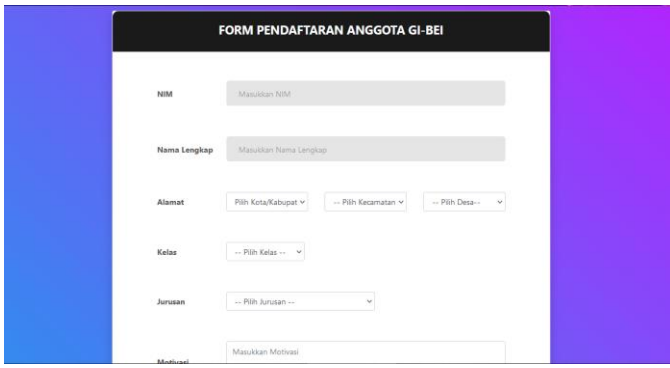 FORM PENDAFTARAN ANGGOTA GI-BEI
NIM Masukkan NIM
Nama Lengkap Masukkan Nama Lengkap
Alamat Pilih Kota/Kabupat -- Pilih Kecamatan -- Pilih Desa--
Kelas -- Pilih Kelas --
Jurusan -- Pilih Jurusan --
Masukkan Motivasi
Motivasi